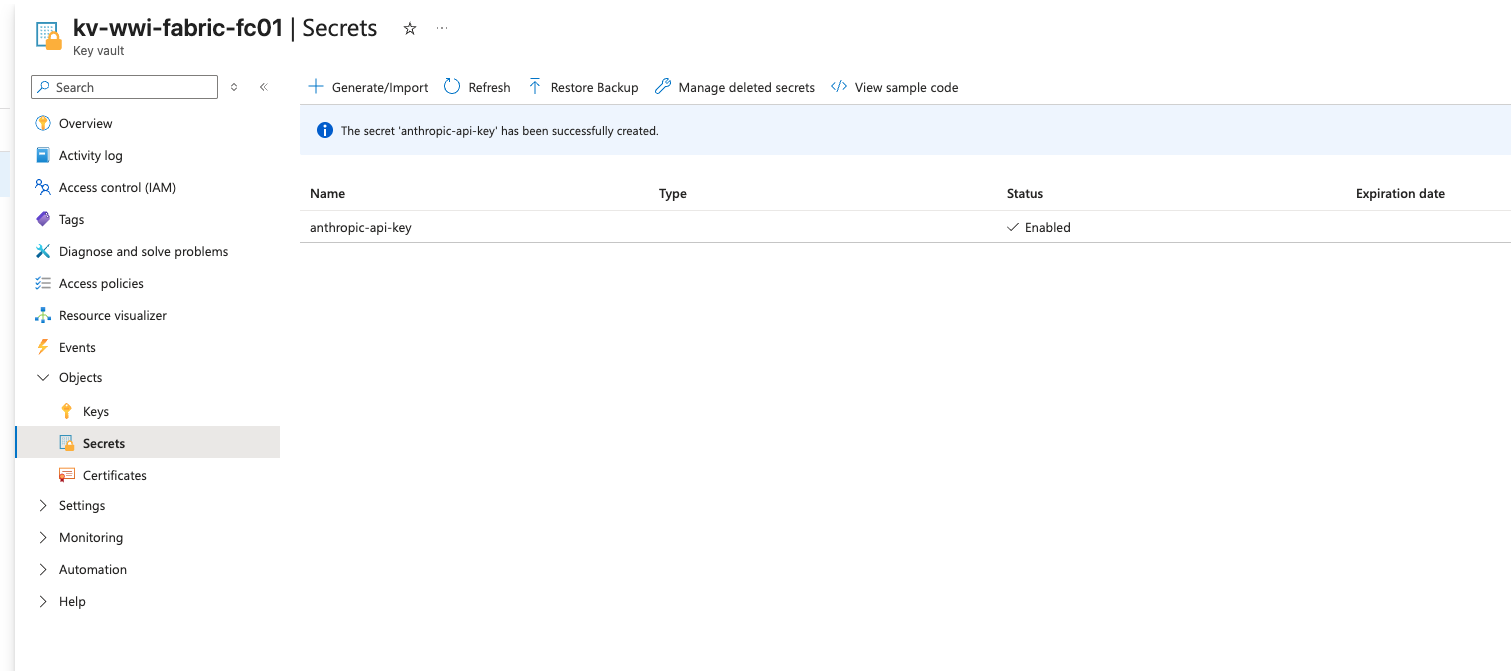 kv-wwi-fabric-fc01 | Secrets
Key vault
Search
Overview
Activity log
Access control (IAM)
Tags
Diagnose and solve problems
Access policies
Resource visualizer
Events
Objects
Keys
Secrets
Certificates
Settings
Monitoring
Automation
Help
Generate/Import Refresh Restore Backup Manage deleted secrets View sample code
The secret 'anthropic-api-key' has been successfully created.
Name Type Status Expiration date
anthropic-api-key Enabled